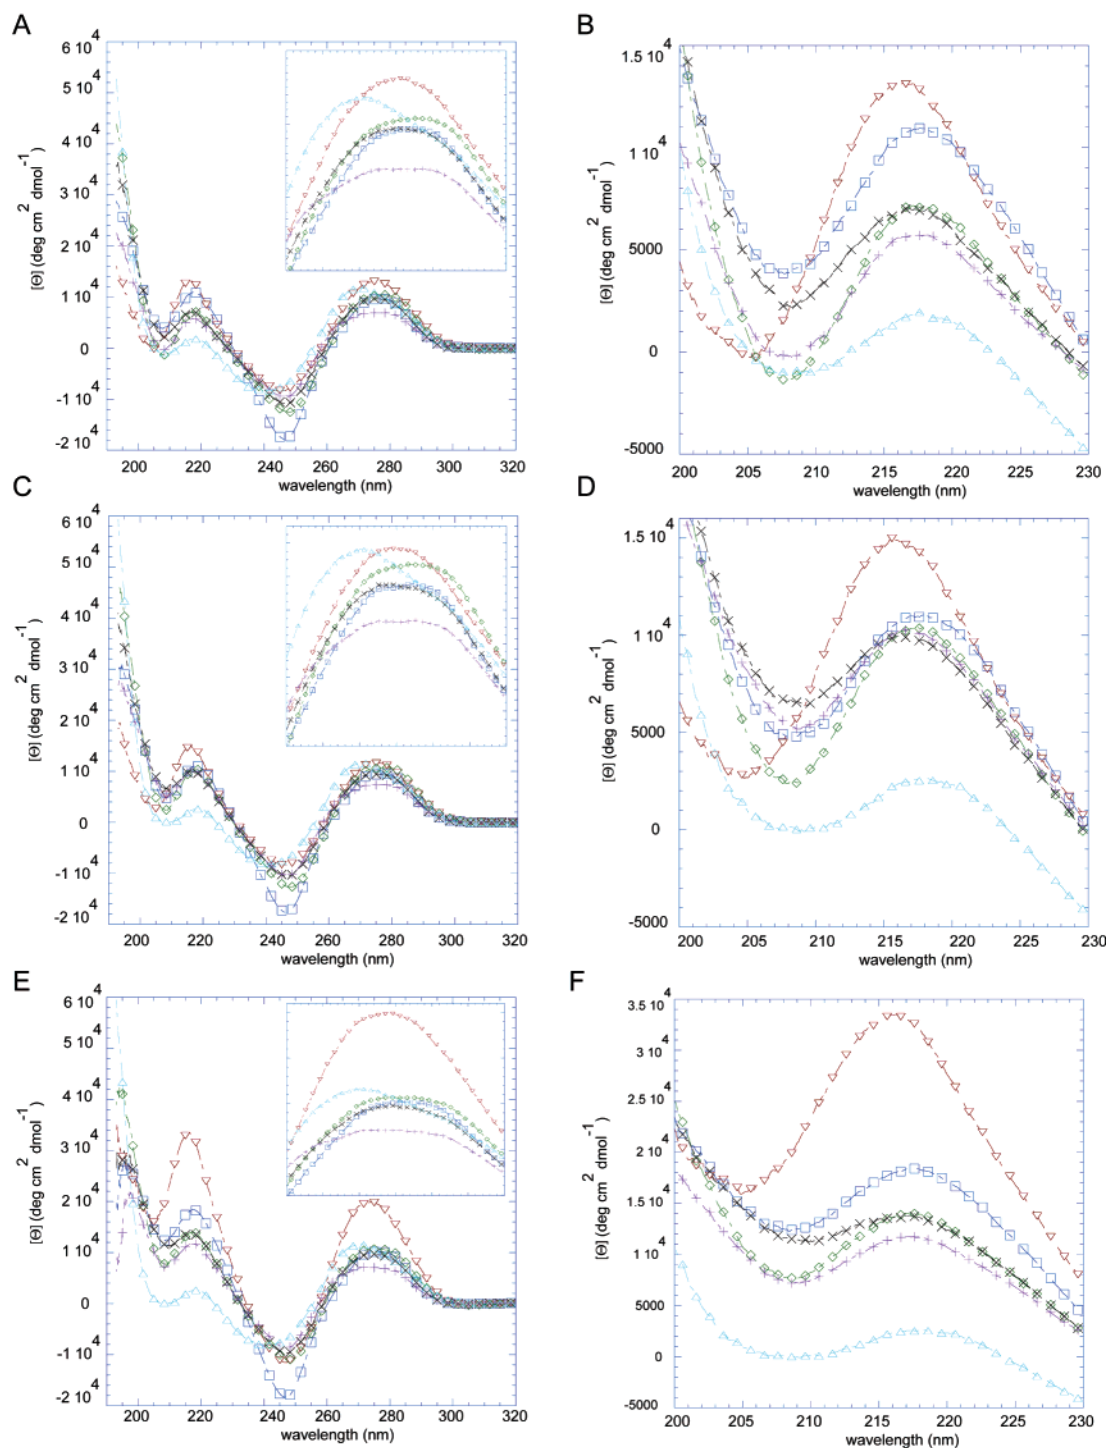 A
6 10^4
5 10^4
4 10^4
3 10^4
2 10^4
1 10^4
0
-1 10^4
-2 10^4
[Θ] (deg cm^2 dmol^-1)
200 220 240 260 280 300 320
wavelength (nm)
B
1.5 10^4
1 10^4
5000
0
-5000
[Θ] (deg cm^2 dmol^-1)
200 205 210 215 220 225 230
wavelength (nm)
C
6 10^4
5 10^4
4 10^4
3 10^4
2 10^4
1 10^4
0
-1 10^4
-2 10^4
[Θ] (deg cm^2 dmol^-1)
200 220 240 260 280 300 320
wavelength (nm)
D
1.5 10^4
1 10^4
5000
0
-5000
[Θ] (deg cm^2 dmol^-1)
200 205 210 215 220 225 230
wavelength (nm)
E
6 10^4
5 10^4
4 10^4
3 10^4
2 10^4
1 10^4
0
-1 10^4
-2 10^4
[Θ] (deg cm^2 dmol^-1)
200 220 240 260 280 300 320
wavelength (nm)
F
3.5 10^4
3 10^4
2.5 10^4
2 10^4
1.5 10^4
1 10^4
5000
0
-5000
[Θ] (deg cm^2 dmol^-1)
200 205 210 215 220 225 230
wavelength (nm)